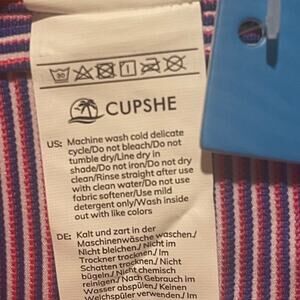 CUPSHE
US: Machine wash cold delicate
cycle/Do not bleach/Do not
tumble dry/Line dry in
shade/Do not iron/Do not dry
clean/Rinse straight after use
with clean water/Do not use
fabric softener/Use mild
detergent only/Wash inside
out with like colors
DE: Kalt und zart in der
Maschinenwäsche waschen./
Nicht bleichen./ Nicht im
Trockner trocknen./ Im
Schatten trocknen./ Nicht
bügeln./ Nicht chemisch
reinigen./ Nach Gebrauch im
Wasser abspülen./ Keinen
Weichspüler verwenden./ Im